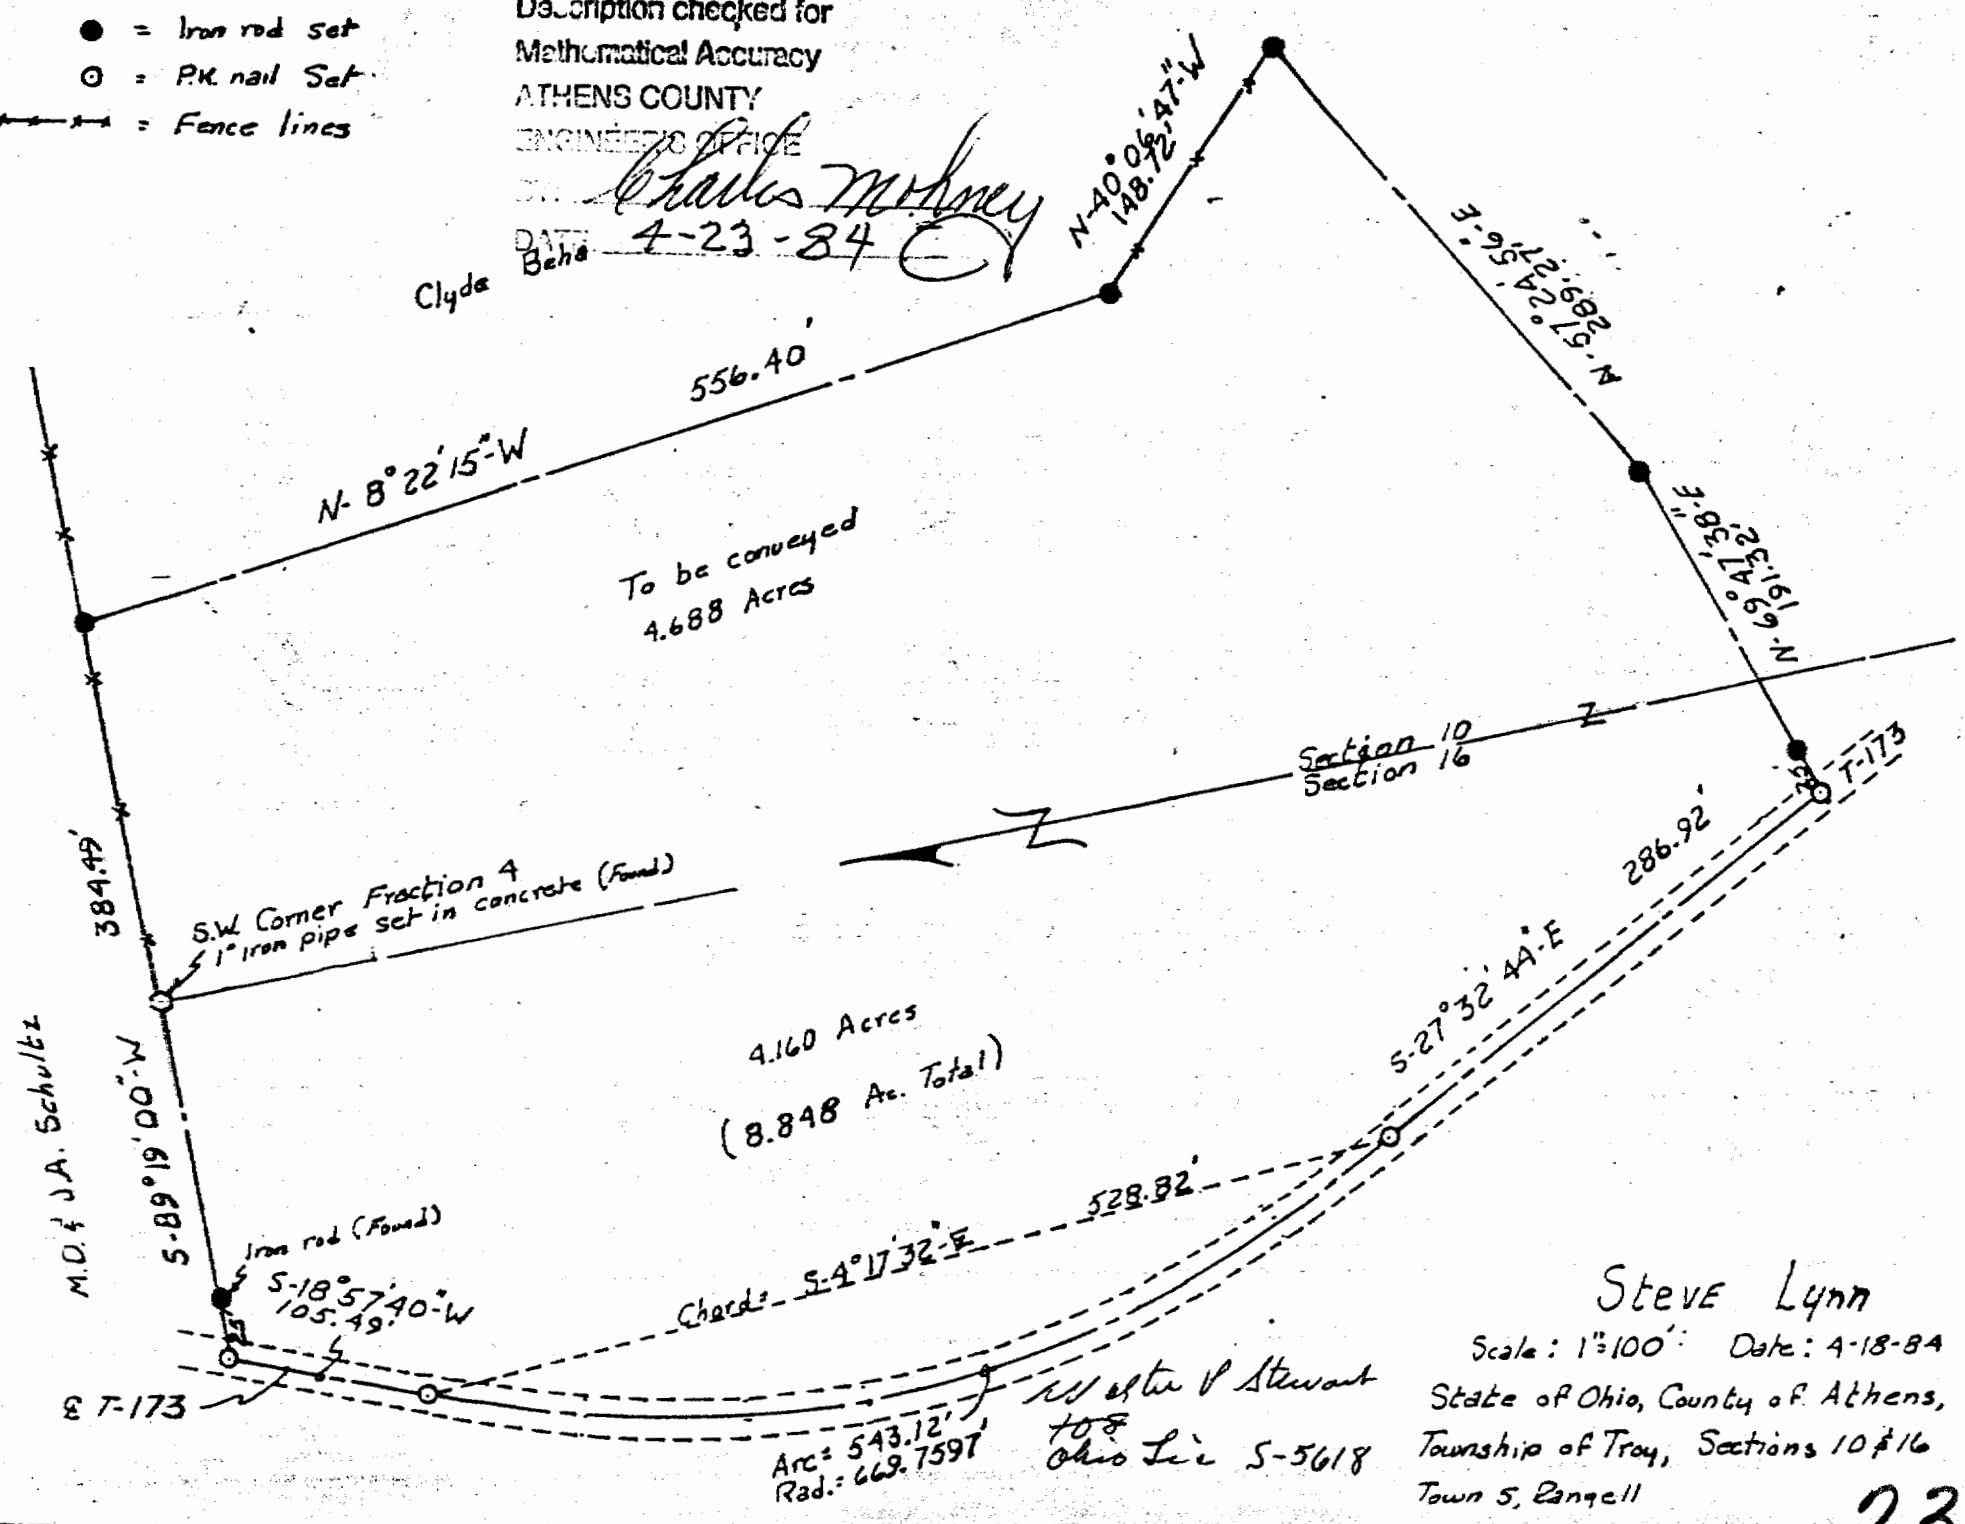 ● = Iron rod set
⊙ = P.K. nail Set
= Fence lines
Description checked for
Mathematical Accuracy
ATHENS COUNTY
ENGINEER'S OFFICE
BY: Charles Mohney
DATE 4-23-84
Clyde Beha
N-40°06'47"-W
148.72'
N-57°24'56"-E
289.27'
556.40'
N-8°22'15"-W
To be conveyed
4.688 Acres
N-69°47'38"-E
191.32'
Section 10
Section 16
Z
25'
T-173
286.92'
384.49'
S.W. Corner Fraction 4
1" Iron pipe set in concrete (Found)
S-27°32'44"-E
4.160 Acres
(8.848 Ac. Total)
M.D. & J.A. Schultz
S-89°19'00"-W
Iron rod (Found)
S-18°57'40"-W
105.49'
25'
528.82'
Chord= S-4°17'32"-E
T-173
Arc= 543.12'
Rad.= 669.7597'
Stewart
Ohio Lic S-5618
Steve Lynn
Scale: 1"=100' Date: 4-18-84
State of Ohio, County of Athens,
Township of Troy, Sections 10 & 16
Town 5, Range 11
23